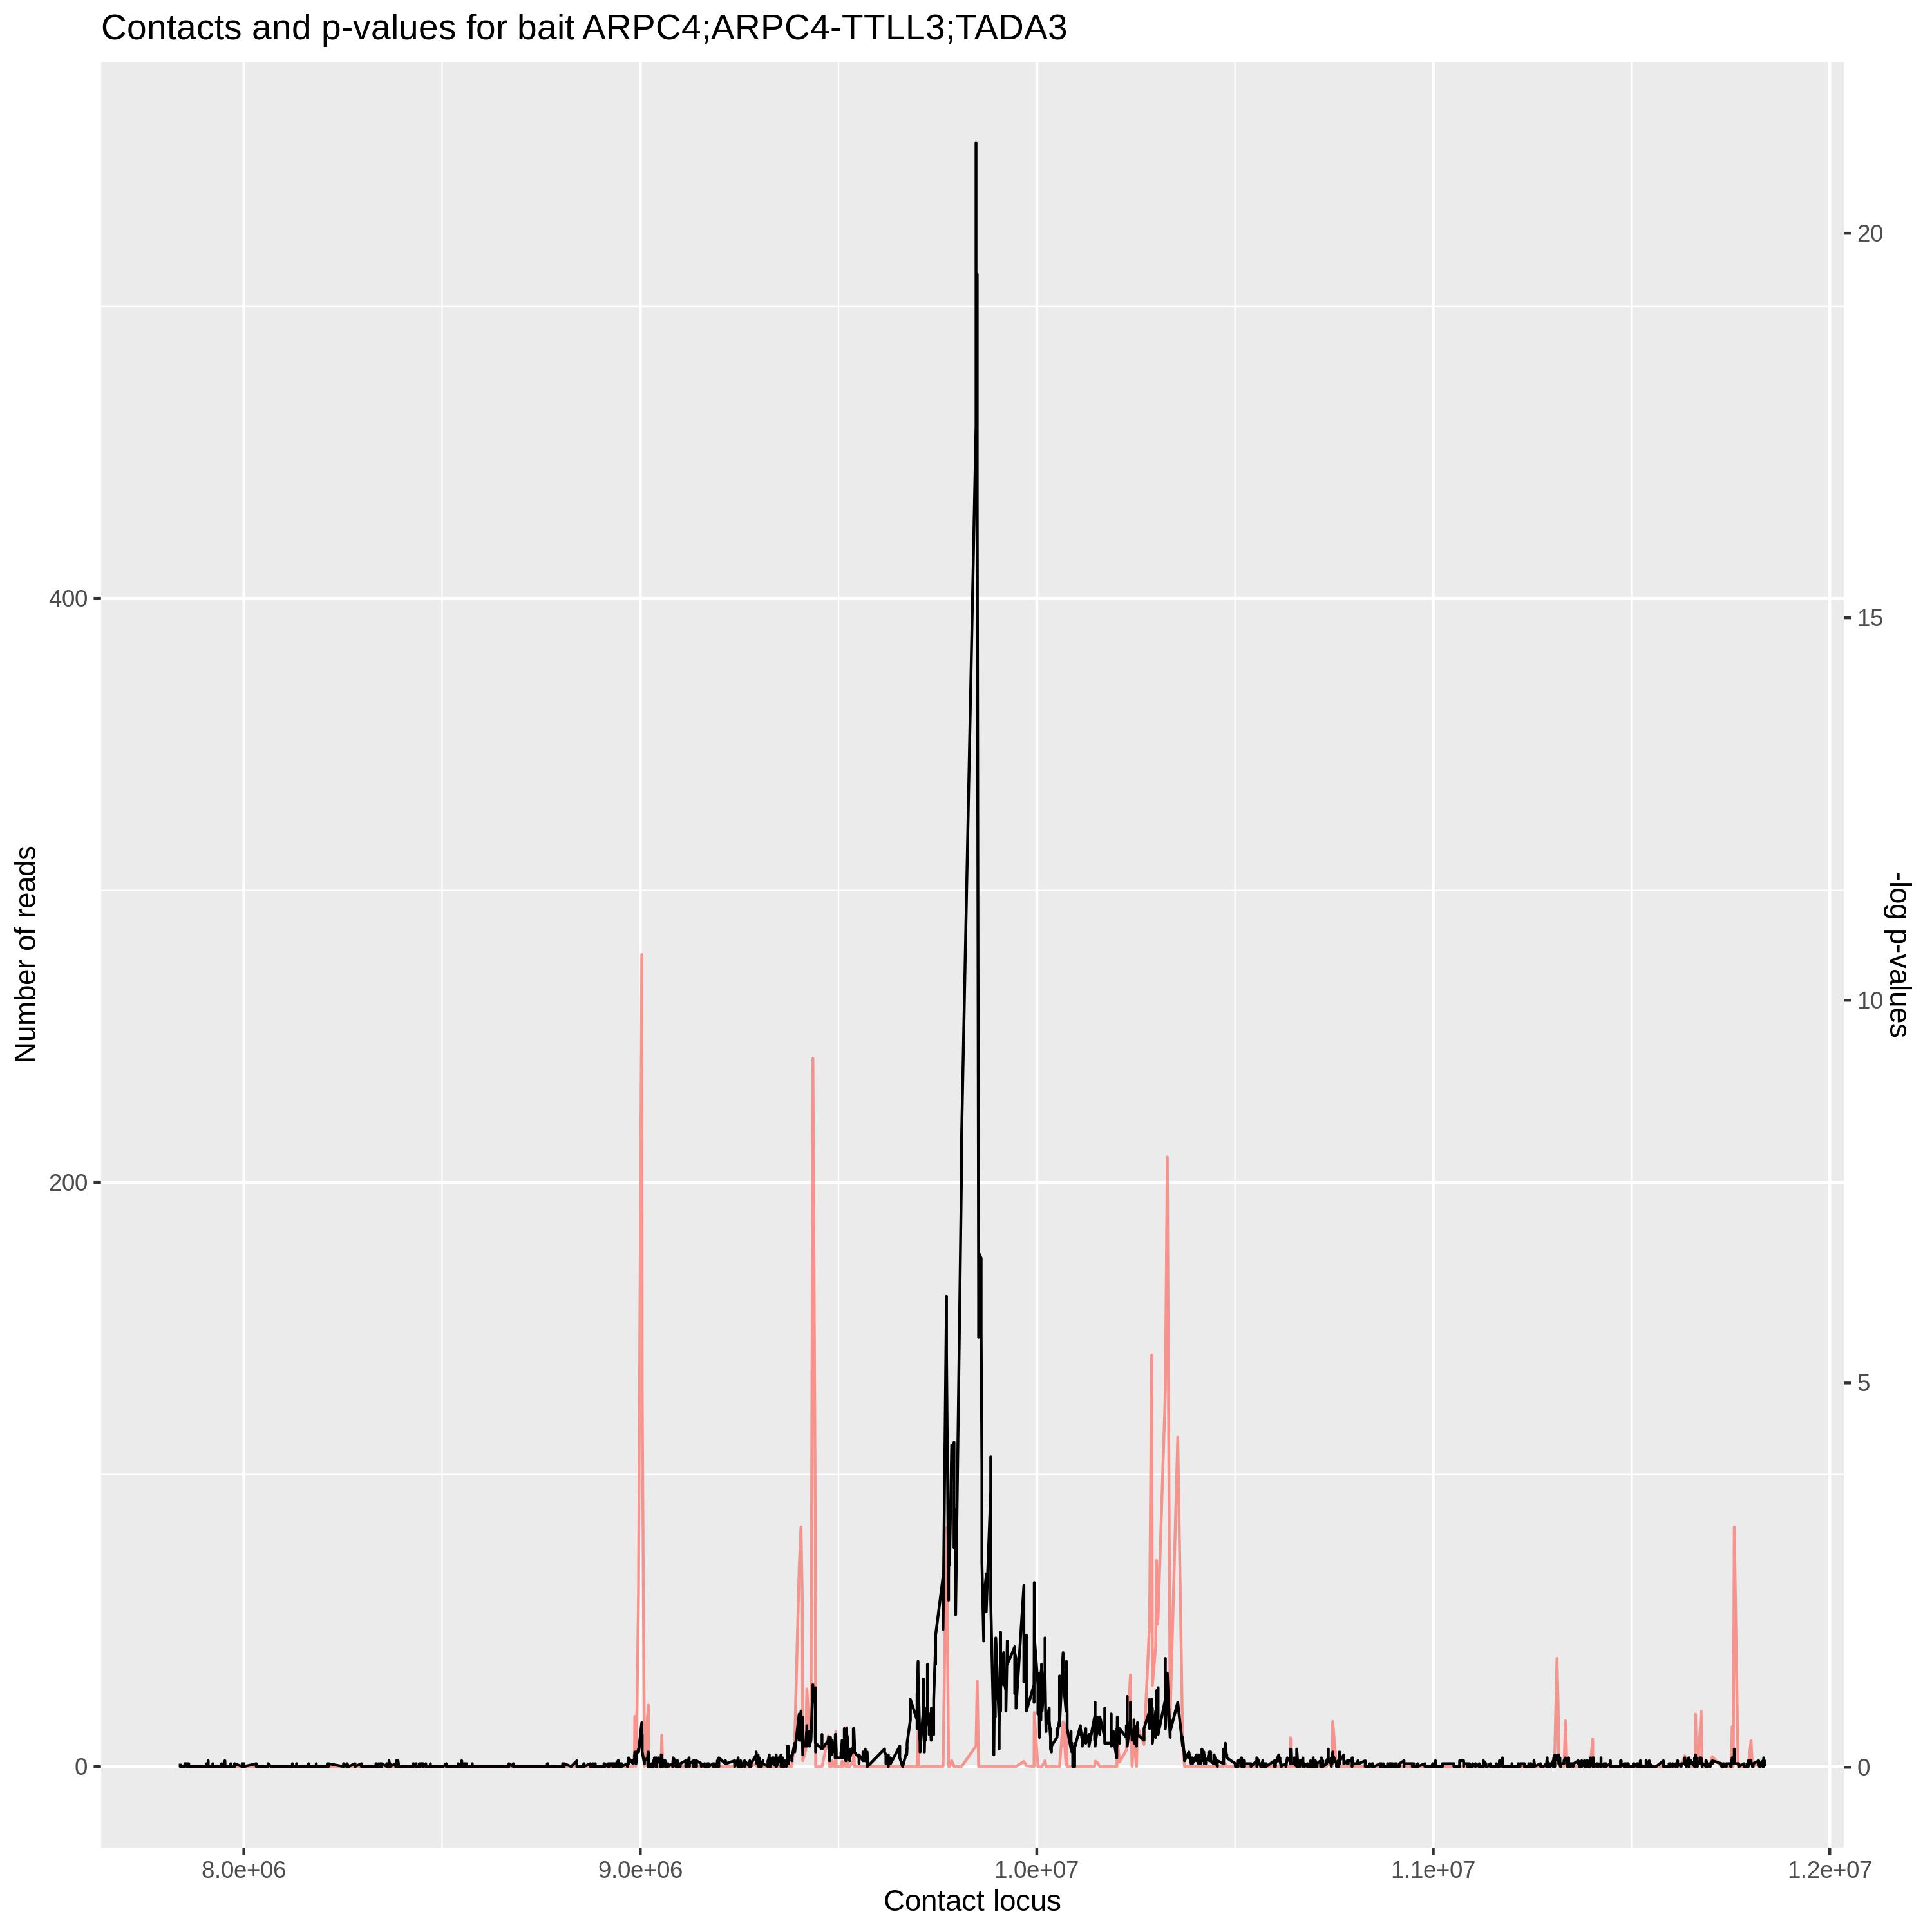 Contacts and p-values for bait ARPC4;ARPC4-TTLL3;TADA3
Number of reads
400
200
0
20
15
10
5
0
-log p-values
8.0e+06
9.0e+06
1.0e+07
1.1e+07
1.2e+07
Contact locus